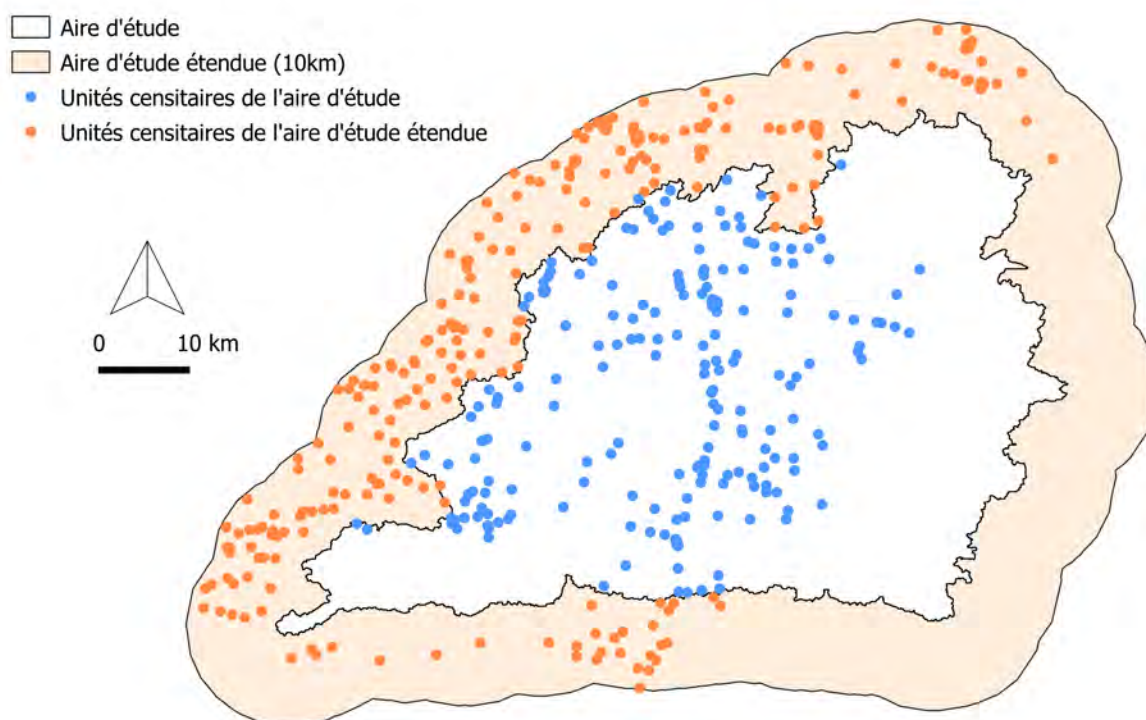 Aire d'étude
Aire d'étude étendue (10km)
Unités censitaires de l'aire d'étude
Unités censitaires de l'aire d'étude étendue
0 10 km